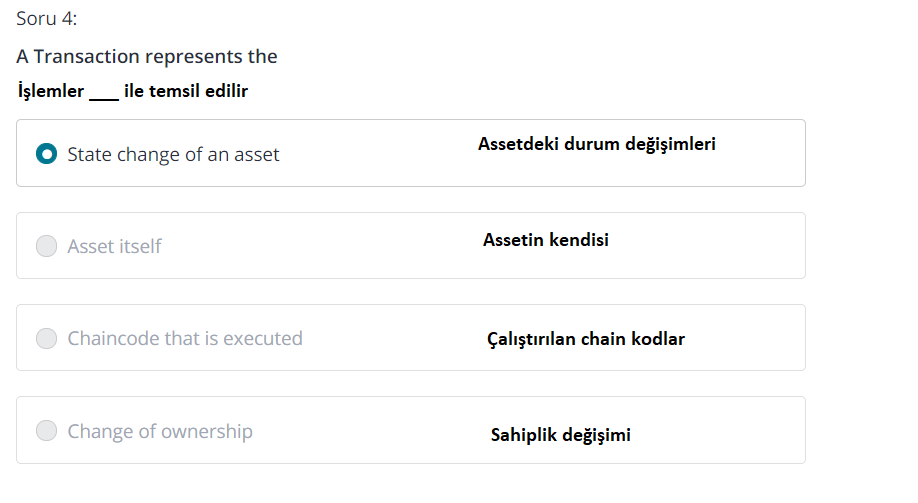 Soru 4:
A Transaction represents the
İşlemler ___ ile temsil edilir
State change of an asset
Assetdeki durum değişimleri
Asset itself
Assetin kendisi
Chaincode that is executed
Çalıştırılan chain kodlar
Change of ownership
Sahiplik değişimi